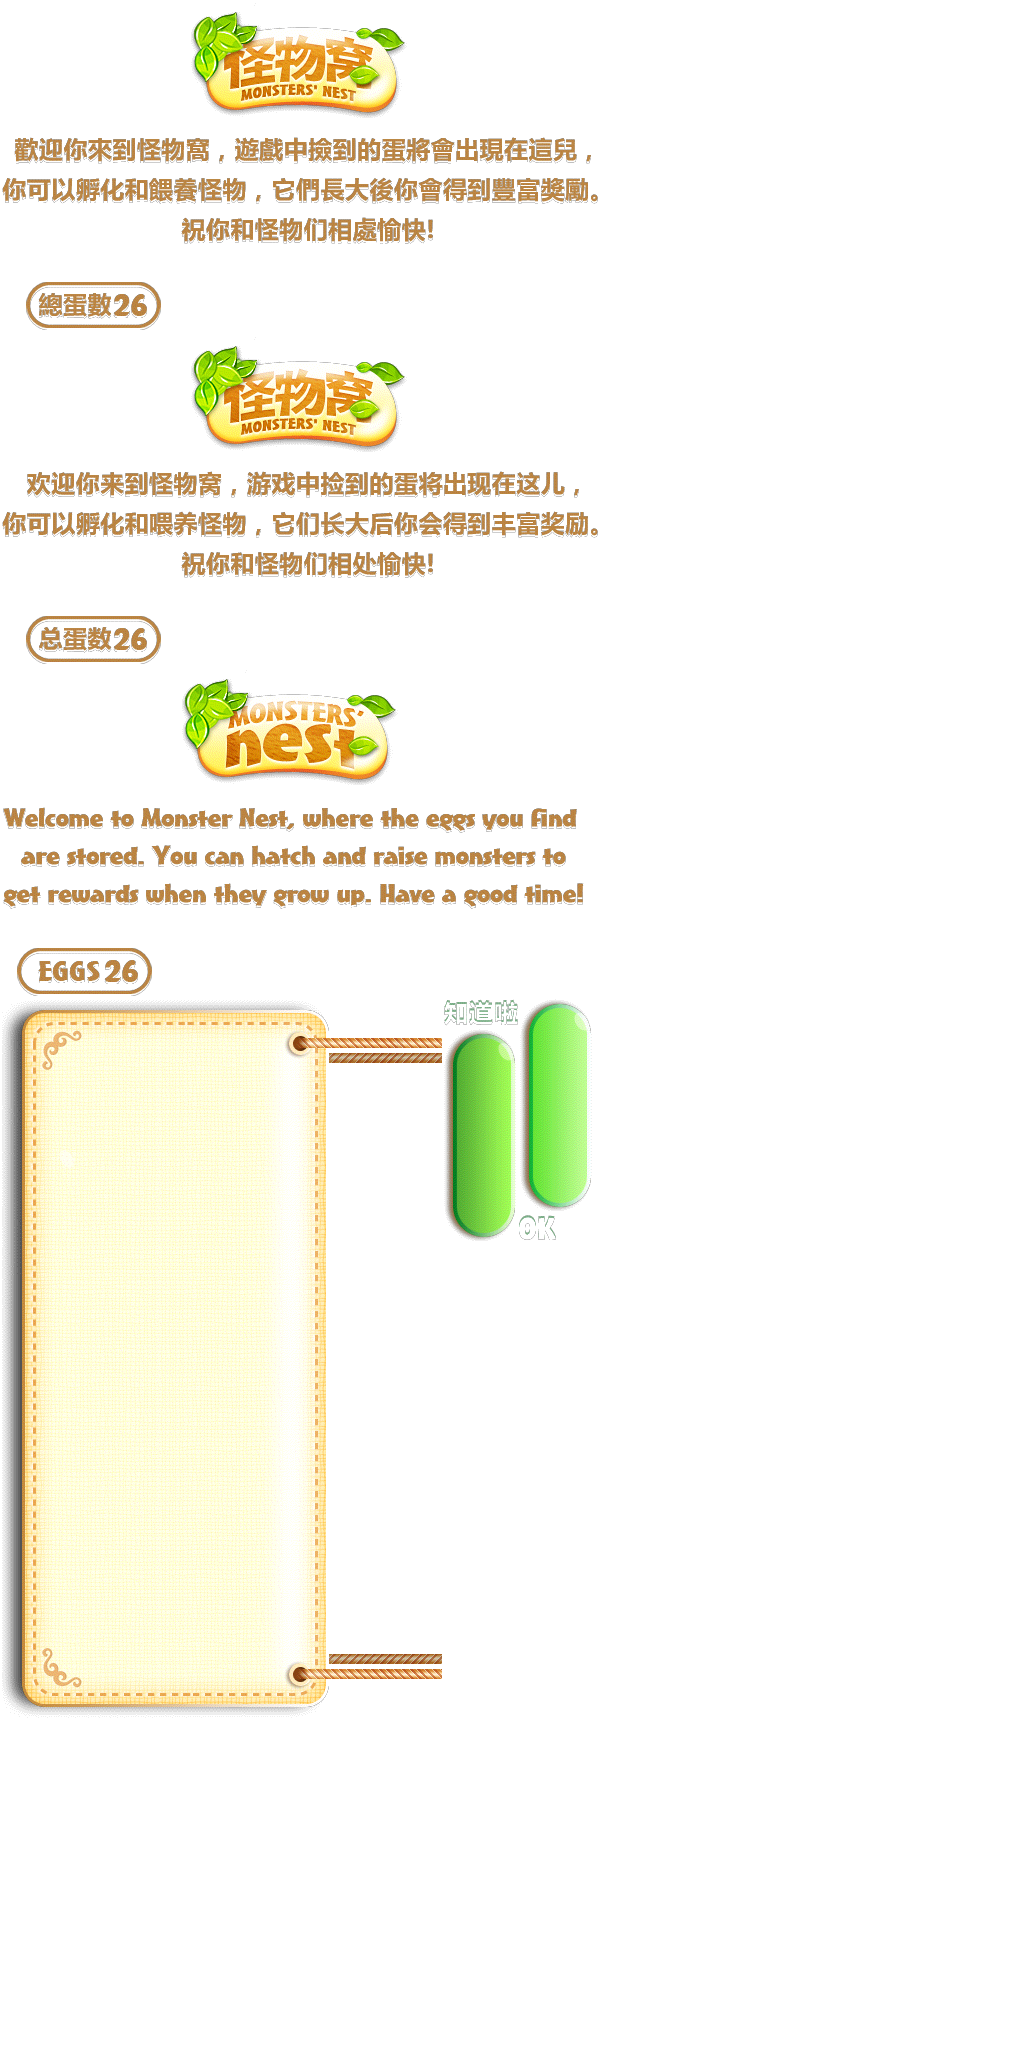 怪物窝
MONSTERS' NEST
歡迎你來到怪物窩，遊戲中撿到的蛋將會出現在這兒，
你可以孵化和餵養怪物，它們長大後你會得到豐富獎勵。
祝你和怪物们相處愉快!
總蛋數26
怪物窝
MONSTERS' NEST
欢迎你来到怪物窝，游戏中捡到的蛋将出现在这儿，
你可以孵化和喂养怪物，它们长大后你会得到丰富奖励。
祝你和怪物们相处愉快!
总蛋数26
MONSTERS'
nest
Welcome to Monster Nest, where the eggs you find
are stored. You can hatch and raise monsters to
get rewards when they grow up. Have a good time!
EGGS 26
知道啦
OK